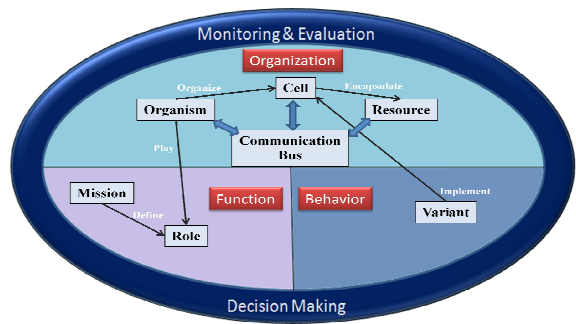 Monitoring & Evaluation
Organization
Organize
Cell
Encapsulate
Organism
Resource
Communication
Bus
Play
Mission
Function
Behavior
Implement
Define
Variant
Role
Decision Making